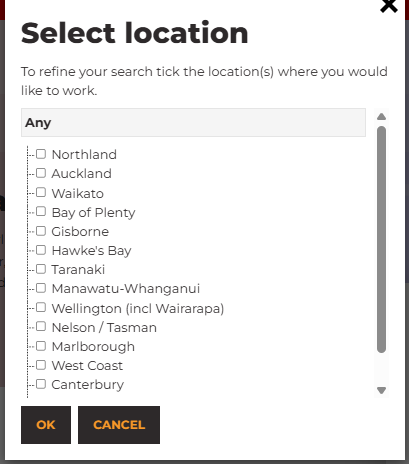 Select location
To refine your search tick the location(s) where you would
like to work.
Any
Northland
Auckland
Waikato
Bay of Plenty
Gisborne
Hawke's Bay
Taranaki
Manawatu-Whanganui
Wellington (incl Wairarapa)
Nelson / Tasman
Marlborough
West Coast
Canterbury
OK CANCEL